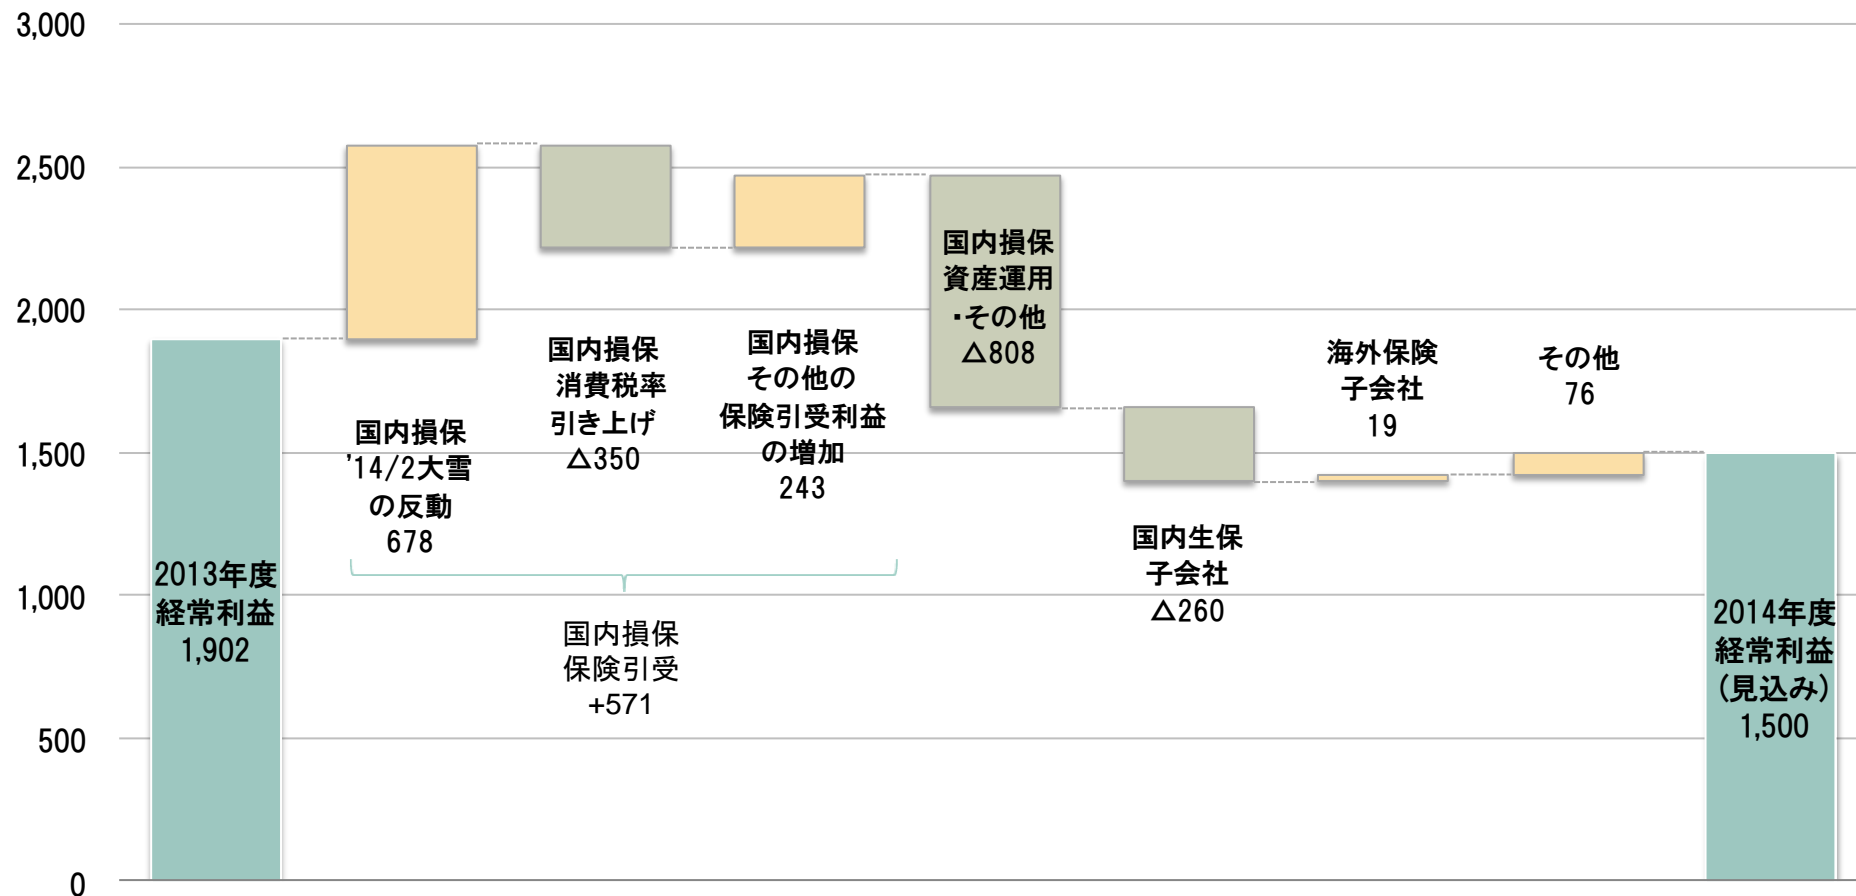 3,000
2,500
2,000
1,500
1,000
500
0
2013年度
経常利益
1,902
国内損保
'14/2大雪
の反動
678
国内損保
消費税率
引き上げ
△350
国内損保
その他の
保険引受利益
の増加
243
国内損保
保険引受
+571
国内損保
資産運用
・その他
△808
国内生保
子会社
△260
海外保険
子会社
19
その他
76
2014年度
経常利益
(見込み)
1,500